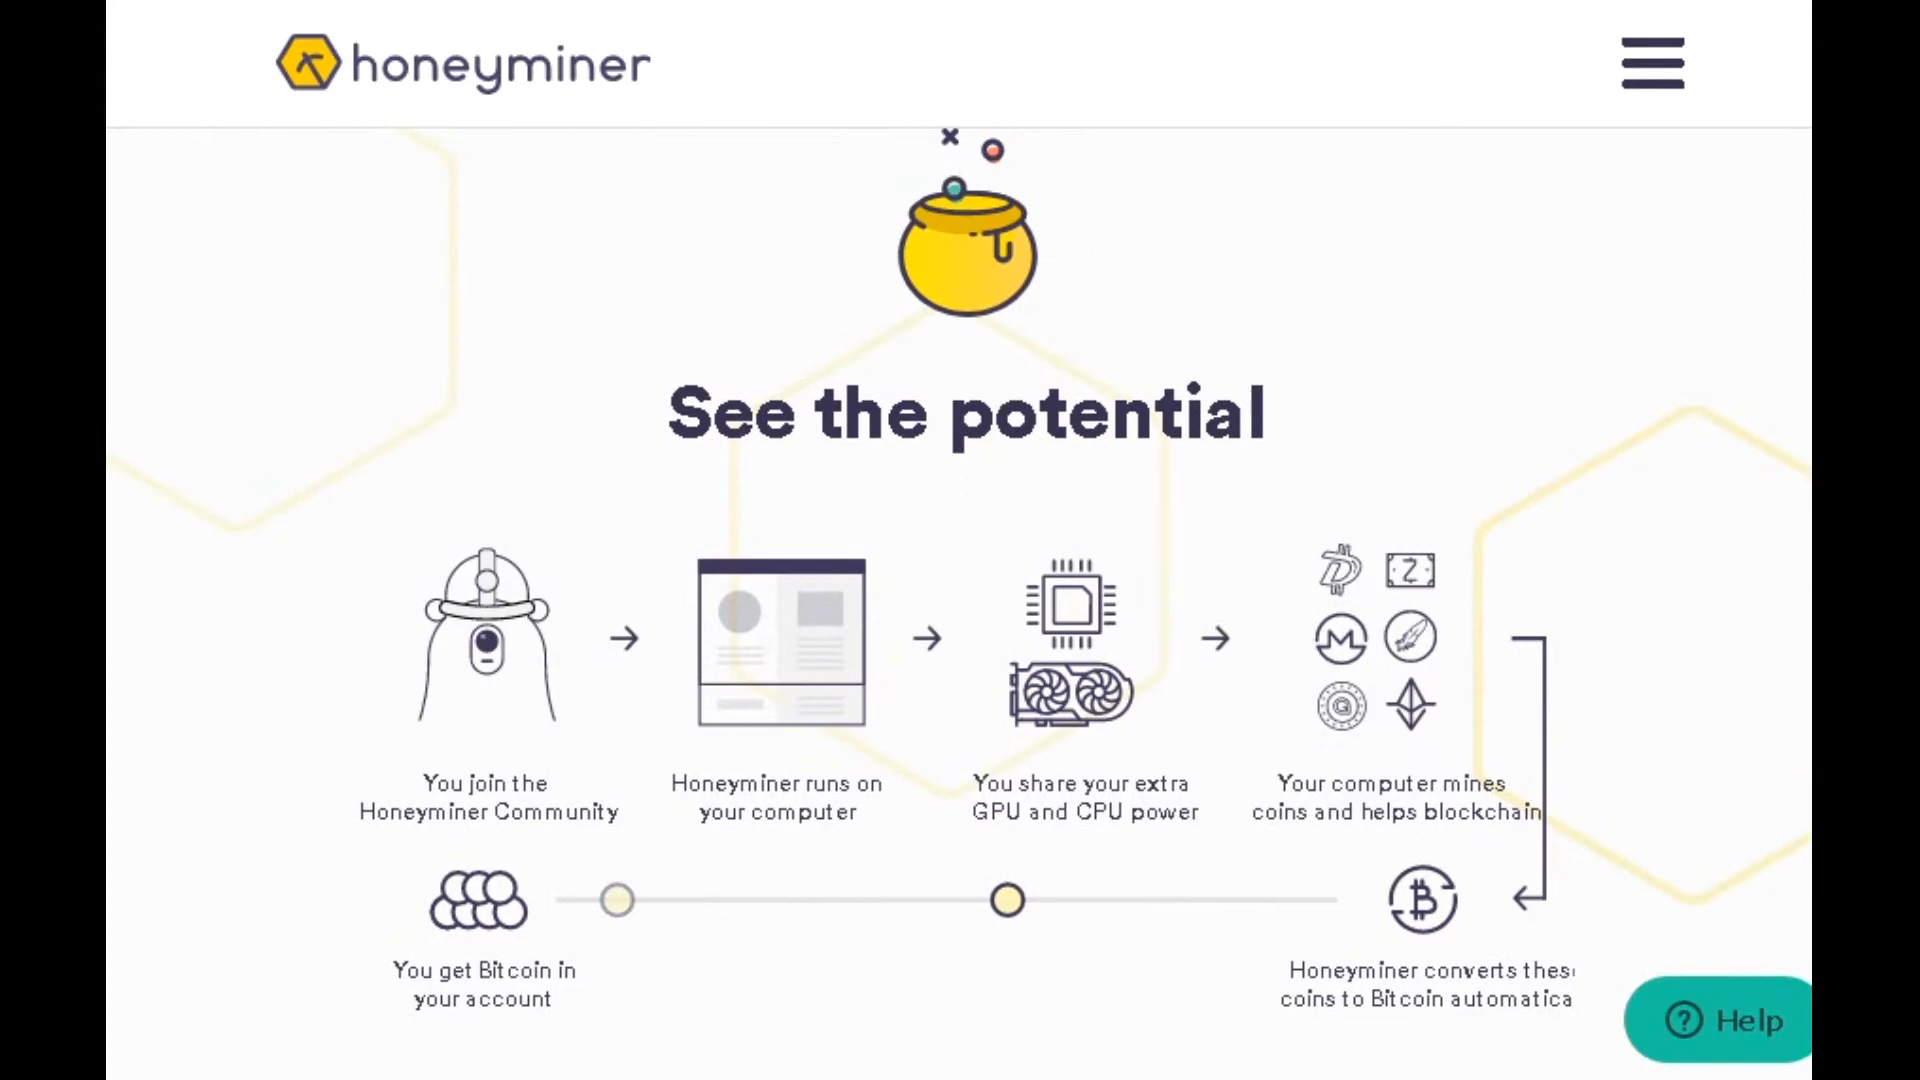 honeyminer
See the potential
You join the
Honeyminer Community
Honeyminer runs on
your computer
You share your extra
GPU and CPU power
Your computer mines
coins and helps blockchain
You get Bitcoin in
your account
Honeyminer converts thes
coins to Bitcoin automatica
Help